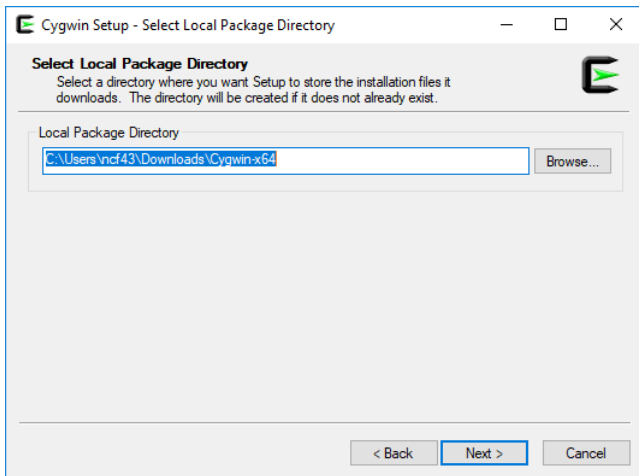 Cygwin Setup - Select Local Package Directory
Select Local Package Directory
Select a directory where you want Setup to store the installation files it
downloads. The directory will be created if it does not already exist.
Local Package Directory
C:\Users\ncf43\Downloads\Cygwin-x64
Browse...
< Back
Next >
Cancel